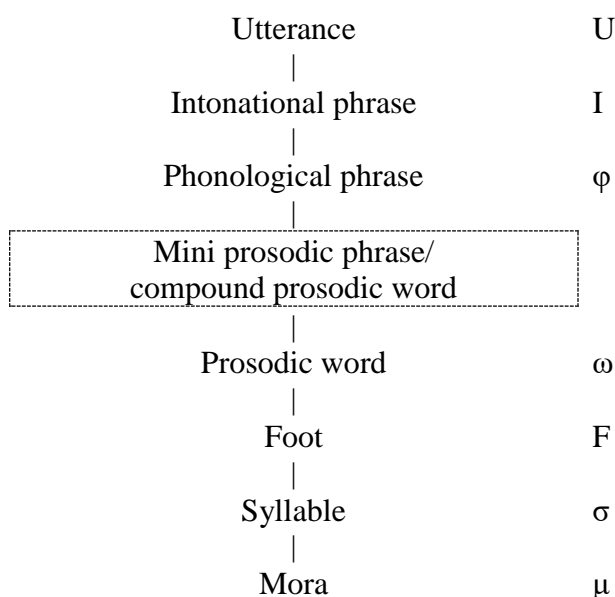 Utterance U
|
Intonational phrase I
|
Phonological phrase φ
|
Mini prosodic phrase/
compound prosodic word
|
Prosodic word ω
|
Foot F
|
Syllable σ
|
Mora μ